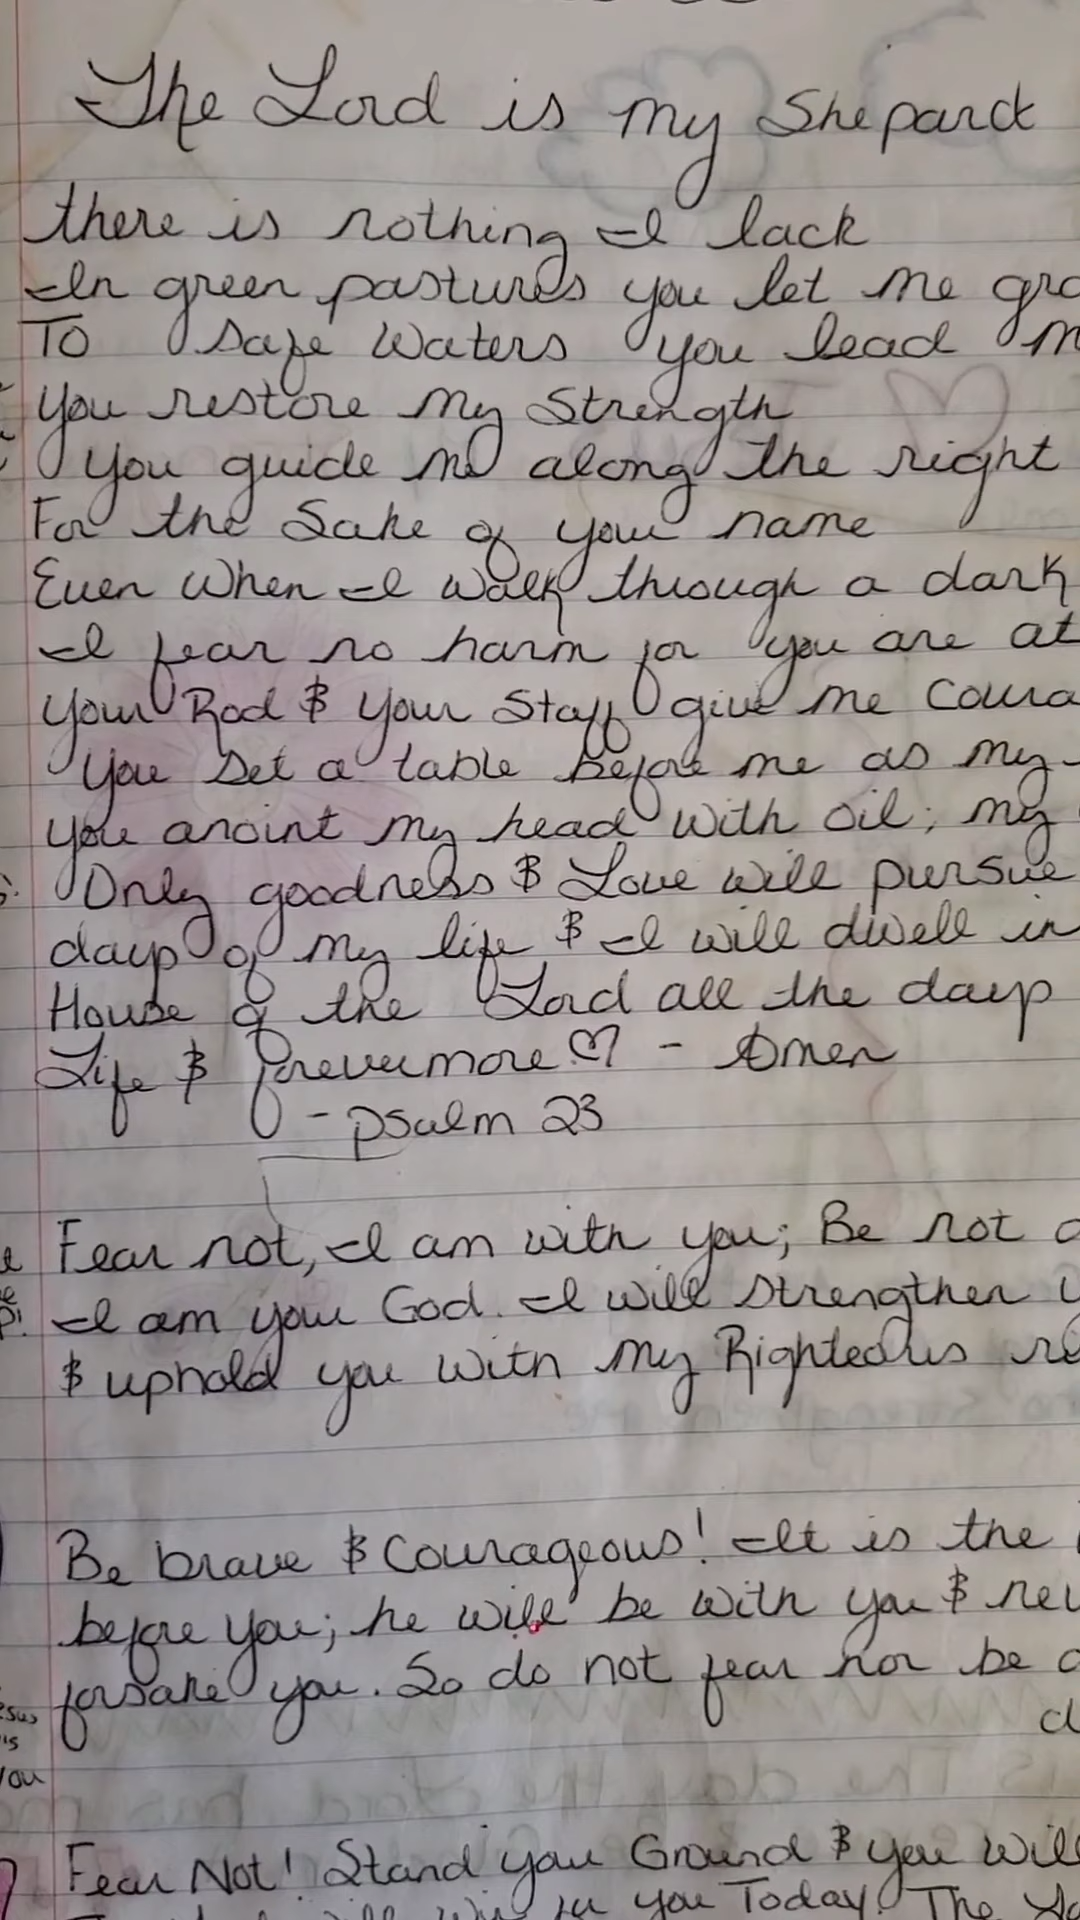 The Lord is my Shepard
there is nothing I lack
In green pastures you let me gra
To safe waters you lead m
You restore my Strength
You guide me along the right
For the Sake of your name
Even when I walk through a dark
I fear no harm for you are at
your Rod & your Staff give me Coura
You set a table before me as my
you anoint my head with oil; my
Only goodness & Love will pursue
days of my life & I will dwell in
House of the Lord all the days
Life & forevermore ♡ - Amen
- Psalm 23
Fear not, I am with you; Be not a
I am your God. I will strengthen y
& uphold you with my Righteous ri
Be brave & Courageous! It is the
before you; he will be with you & nev
forsake you. So do not fear nor be
d
Fear Not! Stand your Ground & you will
you Today! The